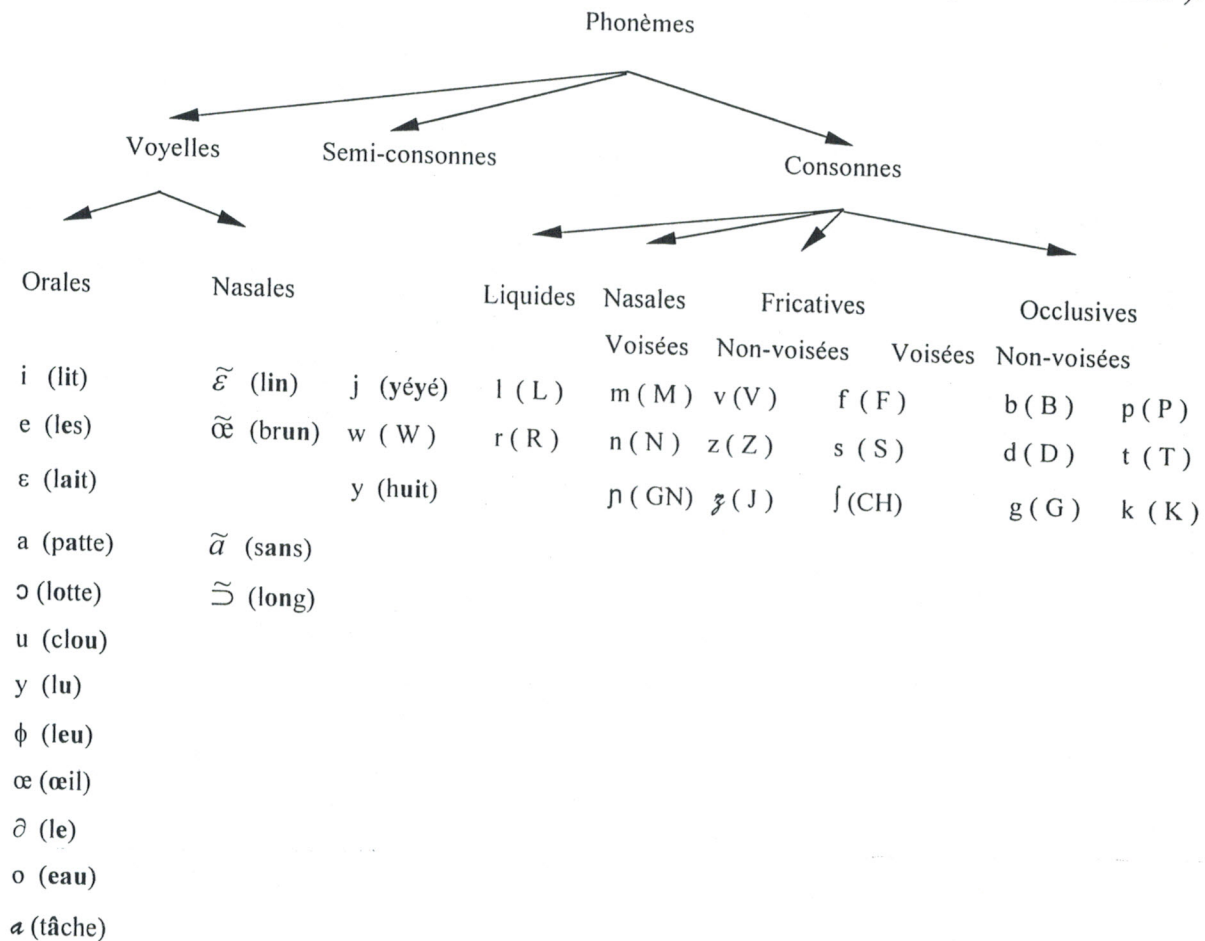 Phonèmes
Voyelles Semi-consonnes Consonnes
Orales Nasales Liquides Nasales Fricatives Occlusives
Voisées Non-voisées Voisées Non-voisées
i (lit) ɛ̃ (lin) j (yéyé) l ( L ) m ( M ) v (V) f ( F ) b ( B ) p ( P )
e (les) œ̃ (brun) w ( W ) r ( R ) n ( N ) z ( Z ) s ( S ) d ( D ) t ( T )
ɛ (lait) y (huit) ɲ ( GN) ʒ ( J ) ʃ (CH) g ( G ) k ( K )
a (patte) ã (sans)
ɔ (lotte) ɔ̃ (long)
u (clou)
y (lu)
ϕ (leu)
œ (œil)
∂ (le)
o (eau)
a (tâche)